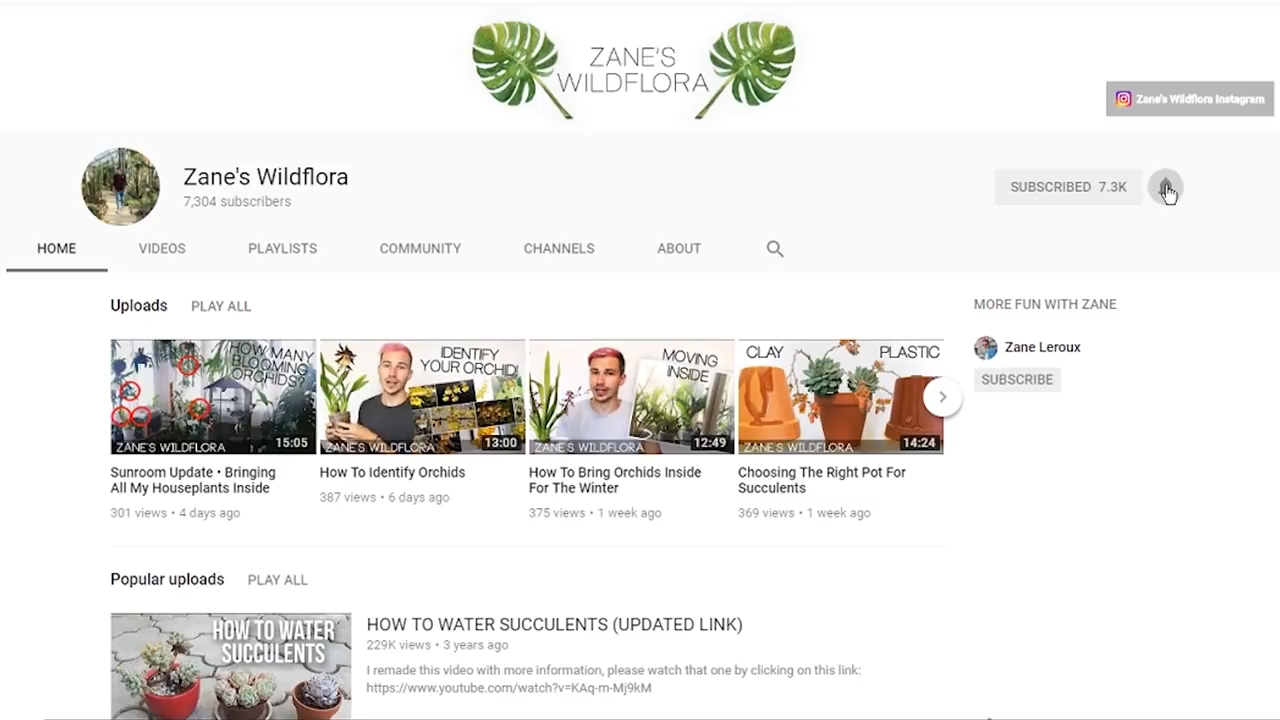 ZANE'S
WILDFLORA
Zane's Wildflora Instagram
Zane's Wildflora
7,304 subscribers
SUBSCRIBED 7.3K
HOME
VIDEOS
PLAYLISTS
COMMUNITY
CHANNELS
ABOUT
Uploads
PLAY ALL
HOW MANY
BLOOMING
ORCHIDS?
ZANE'S WILDFLORA
15:05
Sunroom Update • Bringing
All My Houseplants Inside
301 views • 4 days ago
IDENTIFY
YOUR ORCHID!
ZANE'S WILDFLORA
13:00
How To Identify Orchids
387 views • 6 days ago
MOVING
INSIDE
ZANE'S WILDFLORA
12:49
How To Bring Orchids Inside
For The Winter
375 views • 1 week ago
CLAY
PLASTIC
ZANE'S WILDFLORA
14:24
Choosing The Right Pot For
Succulents
369 views • 1 week ago
MORE FUN WITH ZANE
Zane Leroux
SUBSCRIBE
Popular uploads
PLAY ALL
HOW TO WATER
SUCCULENTS
HOW TO WATER SUCCULENTS (UPDATED LINK)
229K views • 3 years ago
I remade this video with more information, please watch that one by clicking on this link:
https://www.youtube.com/watch?v=KAq-m-Mj9kM